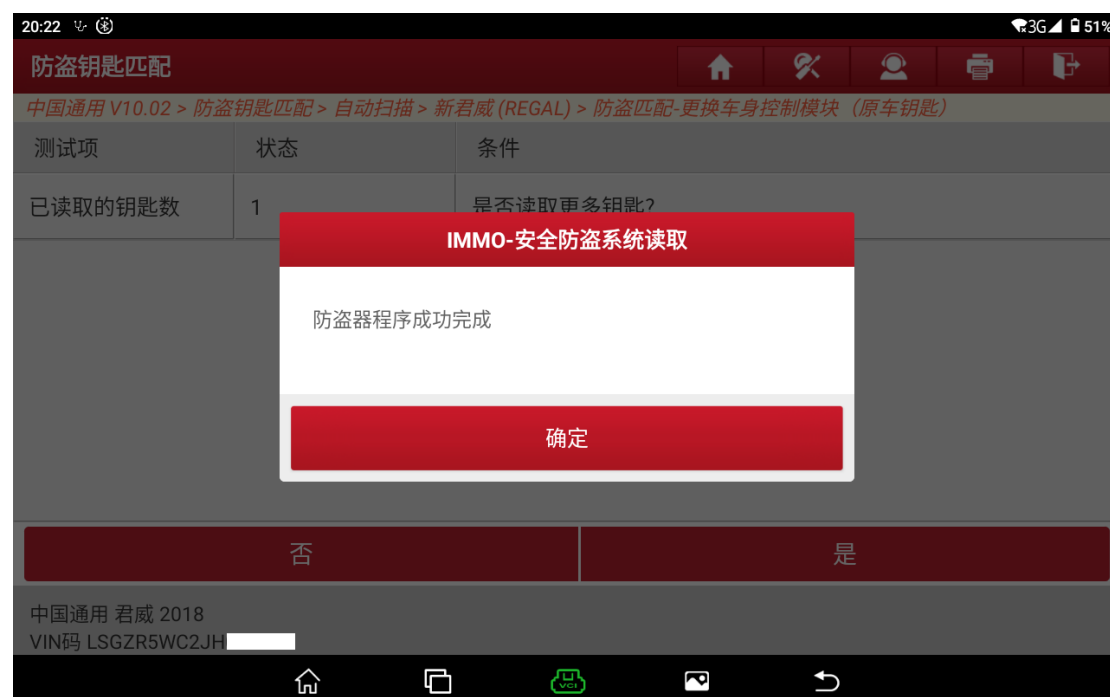 20:22 3G 51%
防盗钥匙匹配
中国通用 V10.02 > 防盗钥匙匹配 > 自动扫描 > 新君威 (REGAL) > 防盗匹配-更换车身控制模块（原车钥匙）
测试项 状态 条件
已读取的钥匙数 1 是否读取更多钥匙?
IMMO-安全防盗系统读取
防盗器程序成功完成
确定
否 是
中国通用 君威 2018
VIN码 LSGZR5WC2JH
VCI